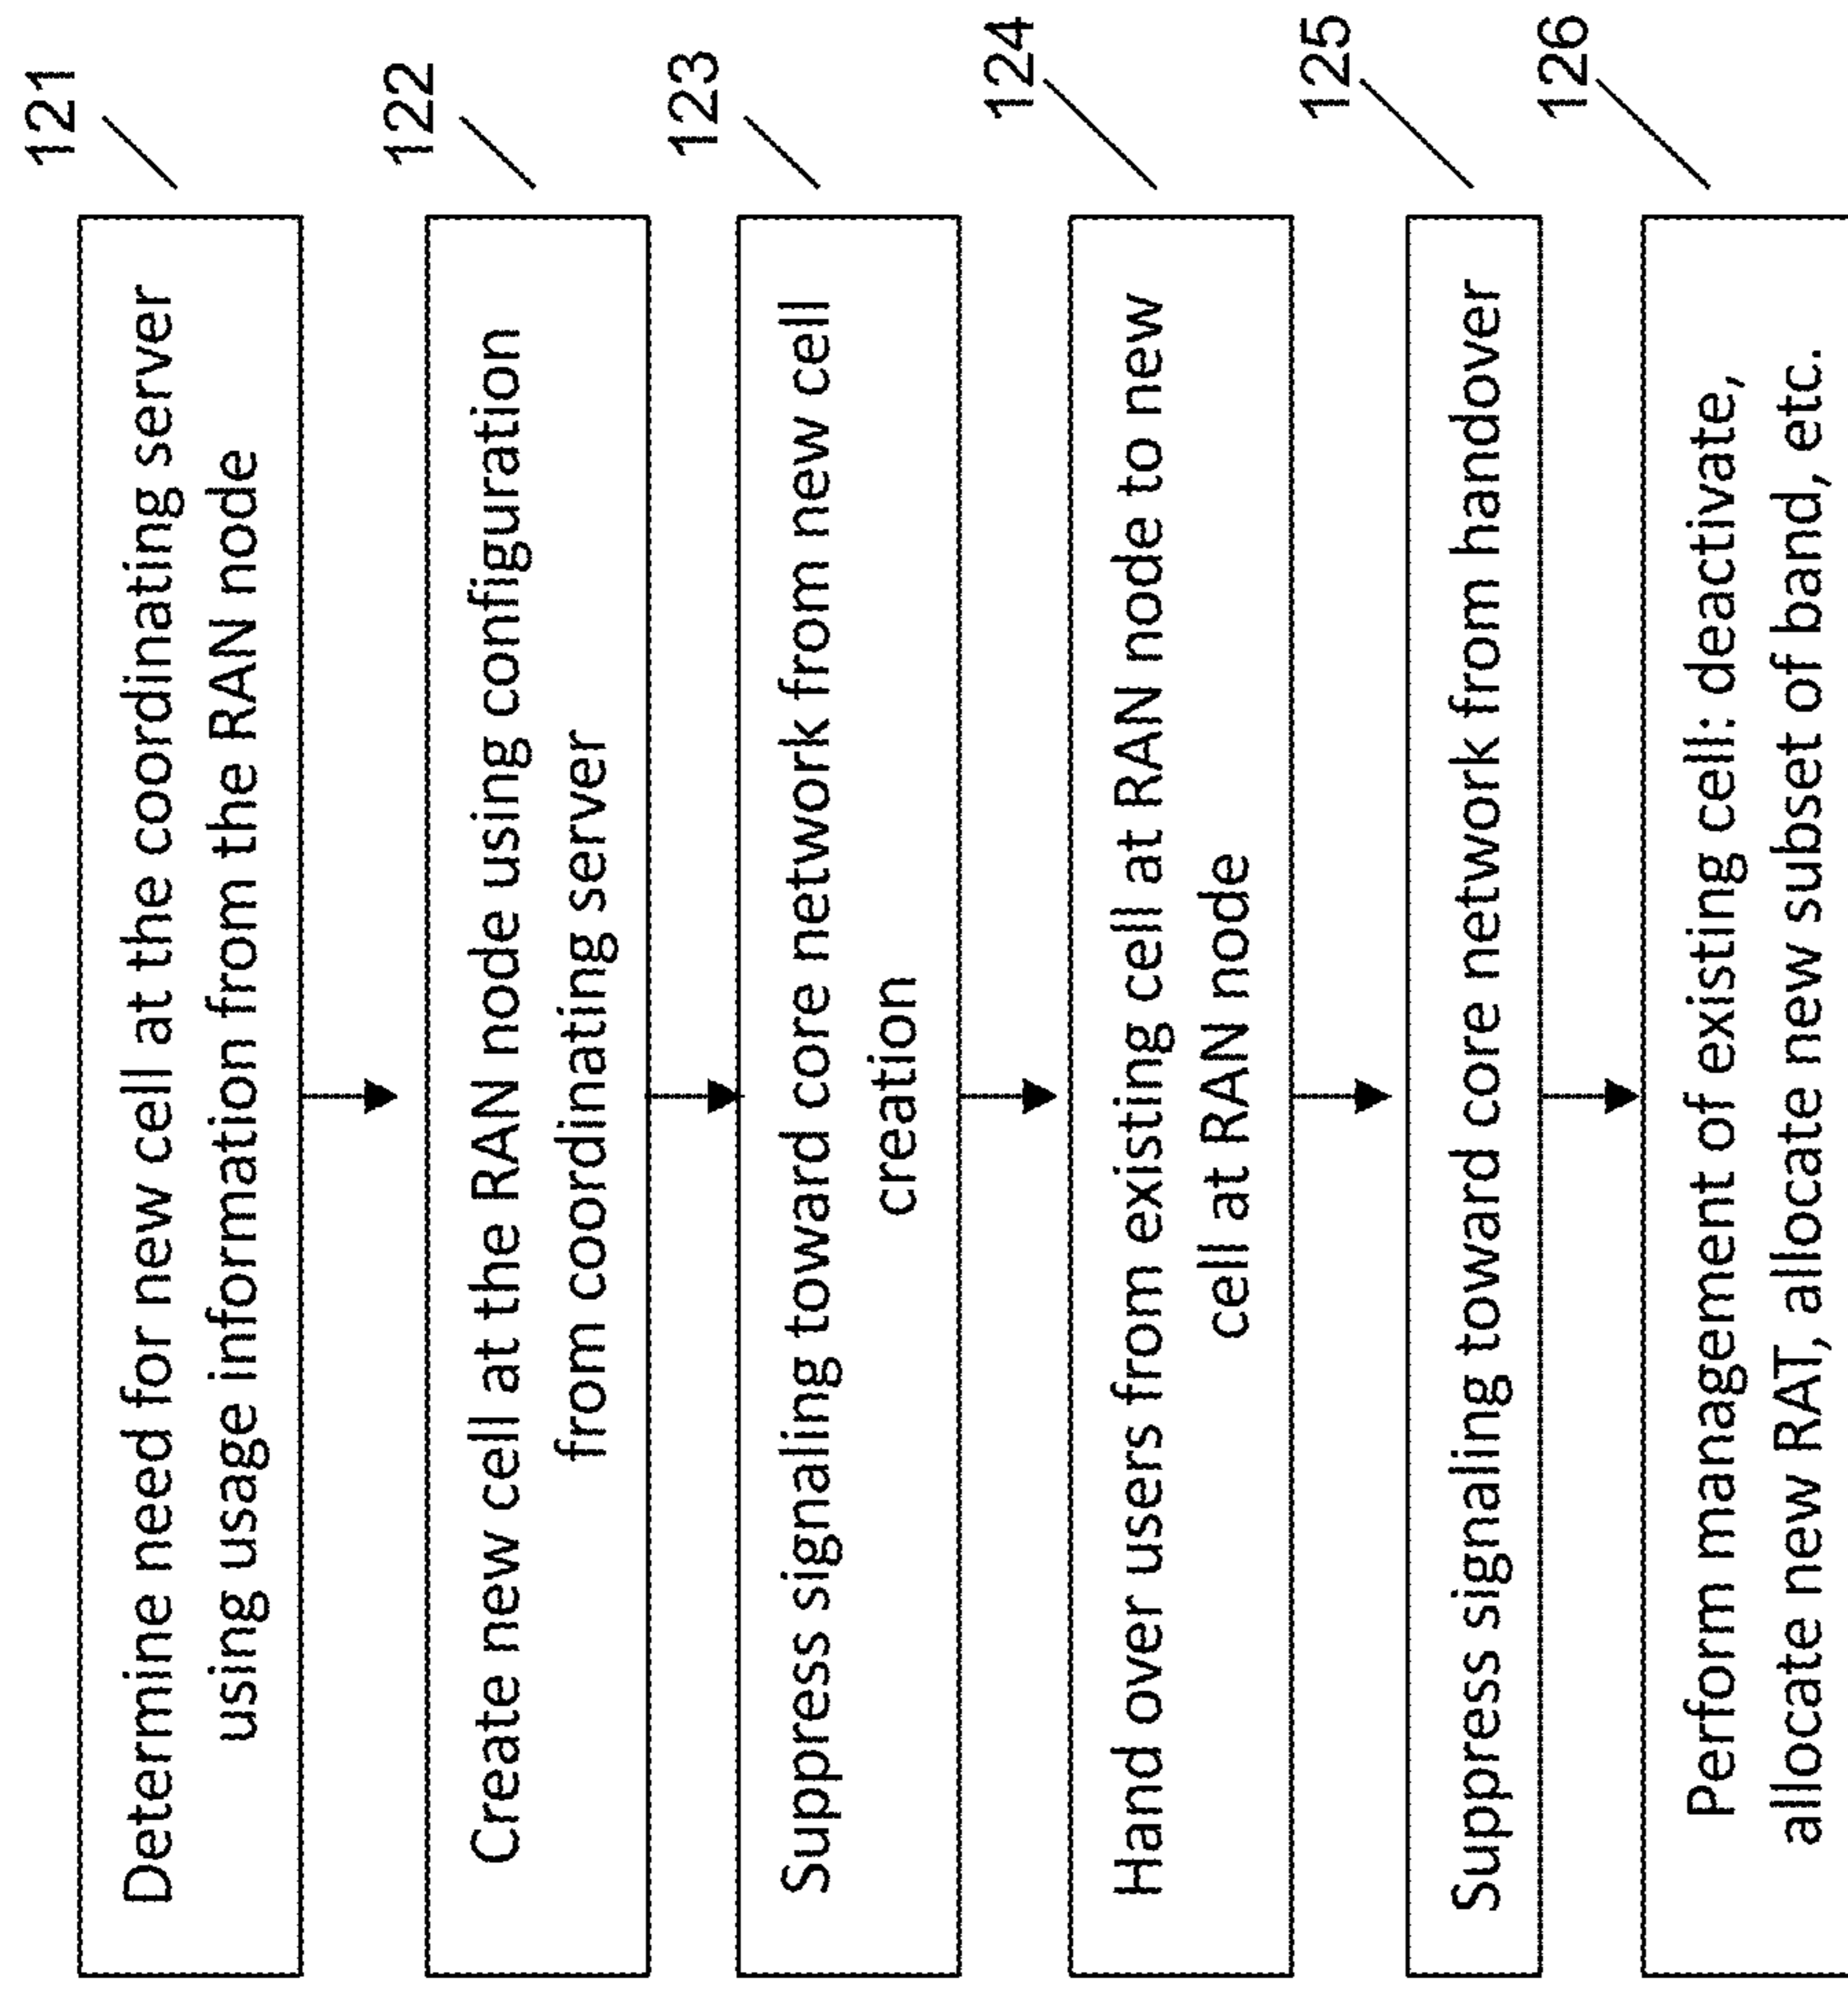 121
Determine need for new cell at the coordinating server
using usage information from the RAN node
122
Create new cell at the RAN node using configuration
from coordinating server
123
Suppress signaling toward core network from new cell
creation
124
Hand over users from existing cell at RAN node to new
cell at RAN node
125
Suppress signaling toward core network from handover
126
Perform management of existing cell: deactivate,
allocate new RAT, allocate new subset of band, etc.